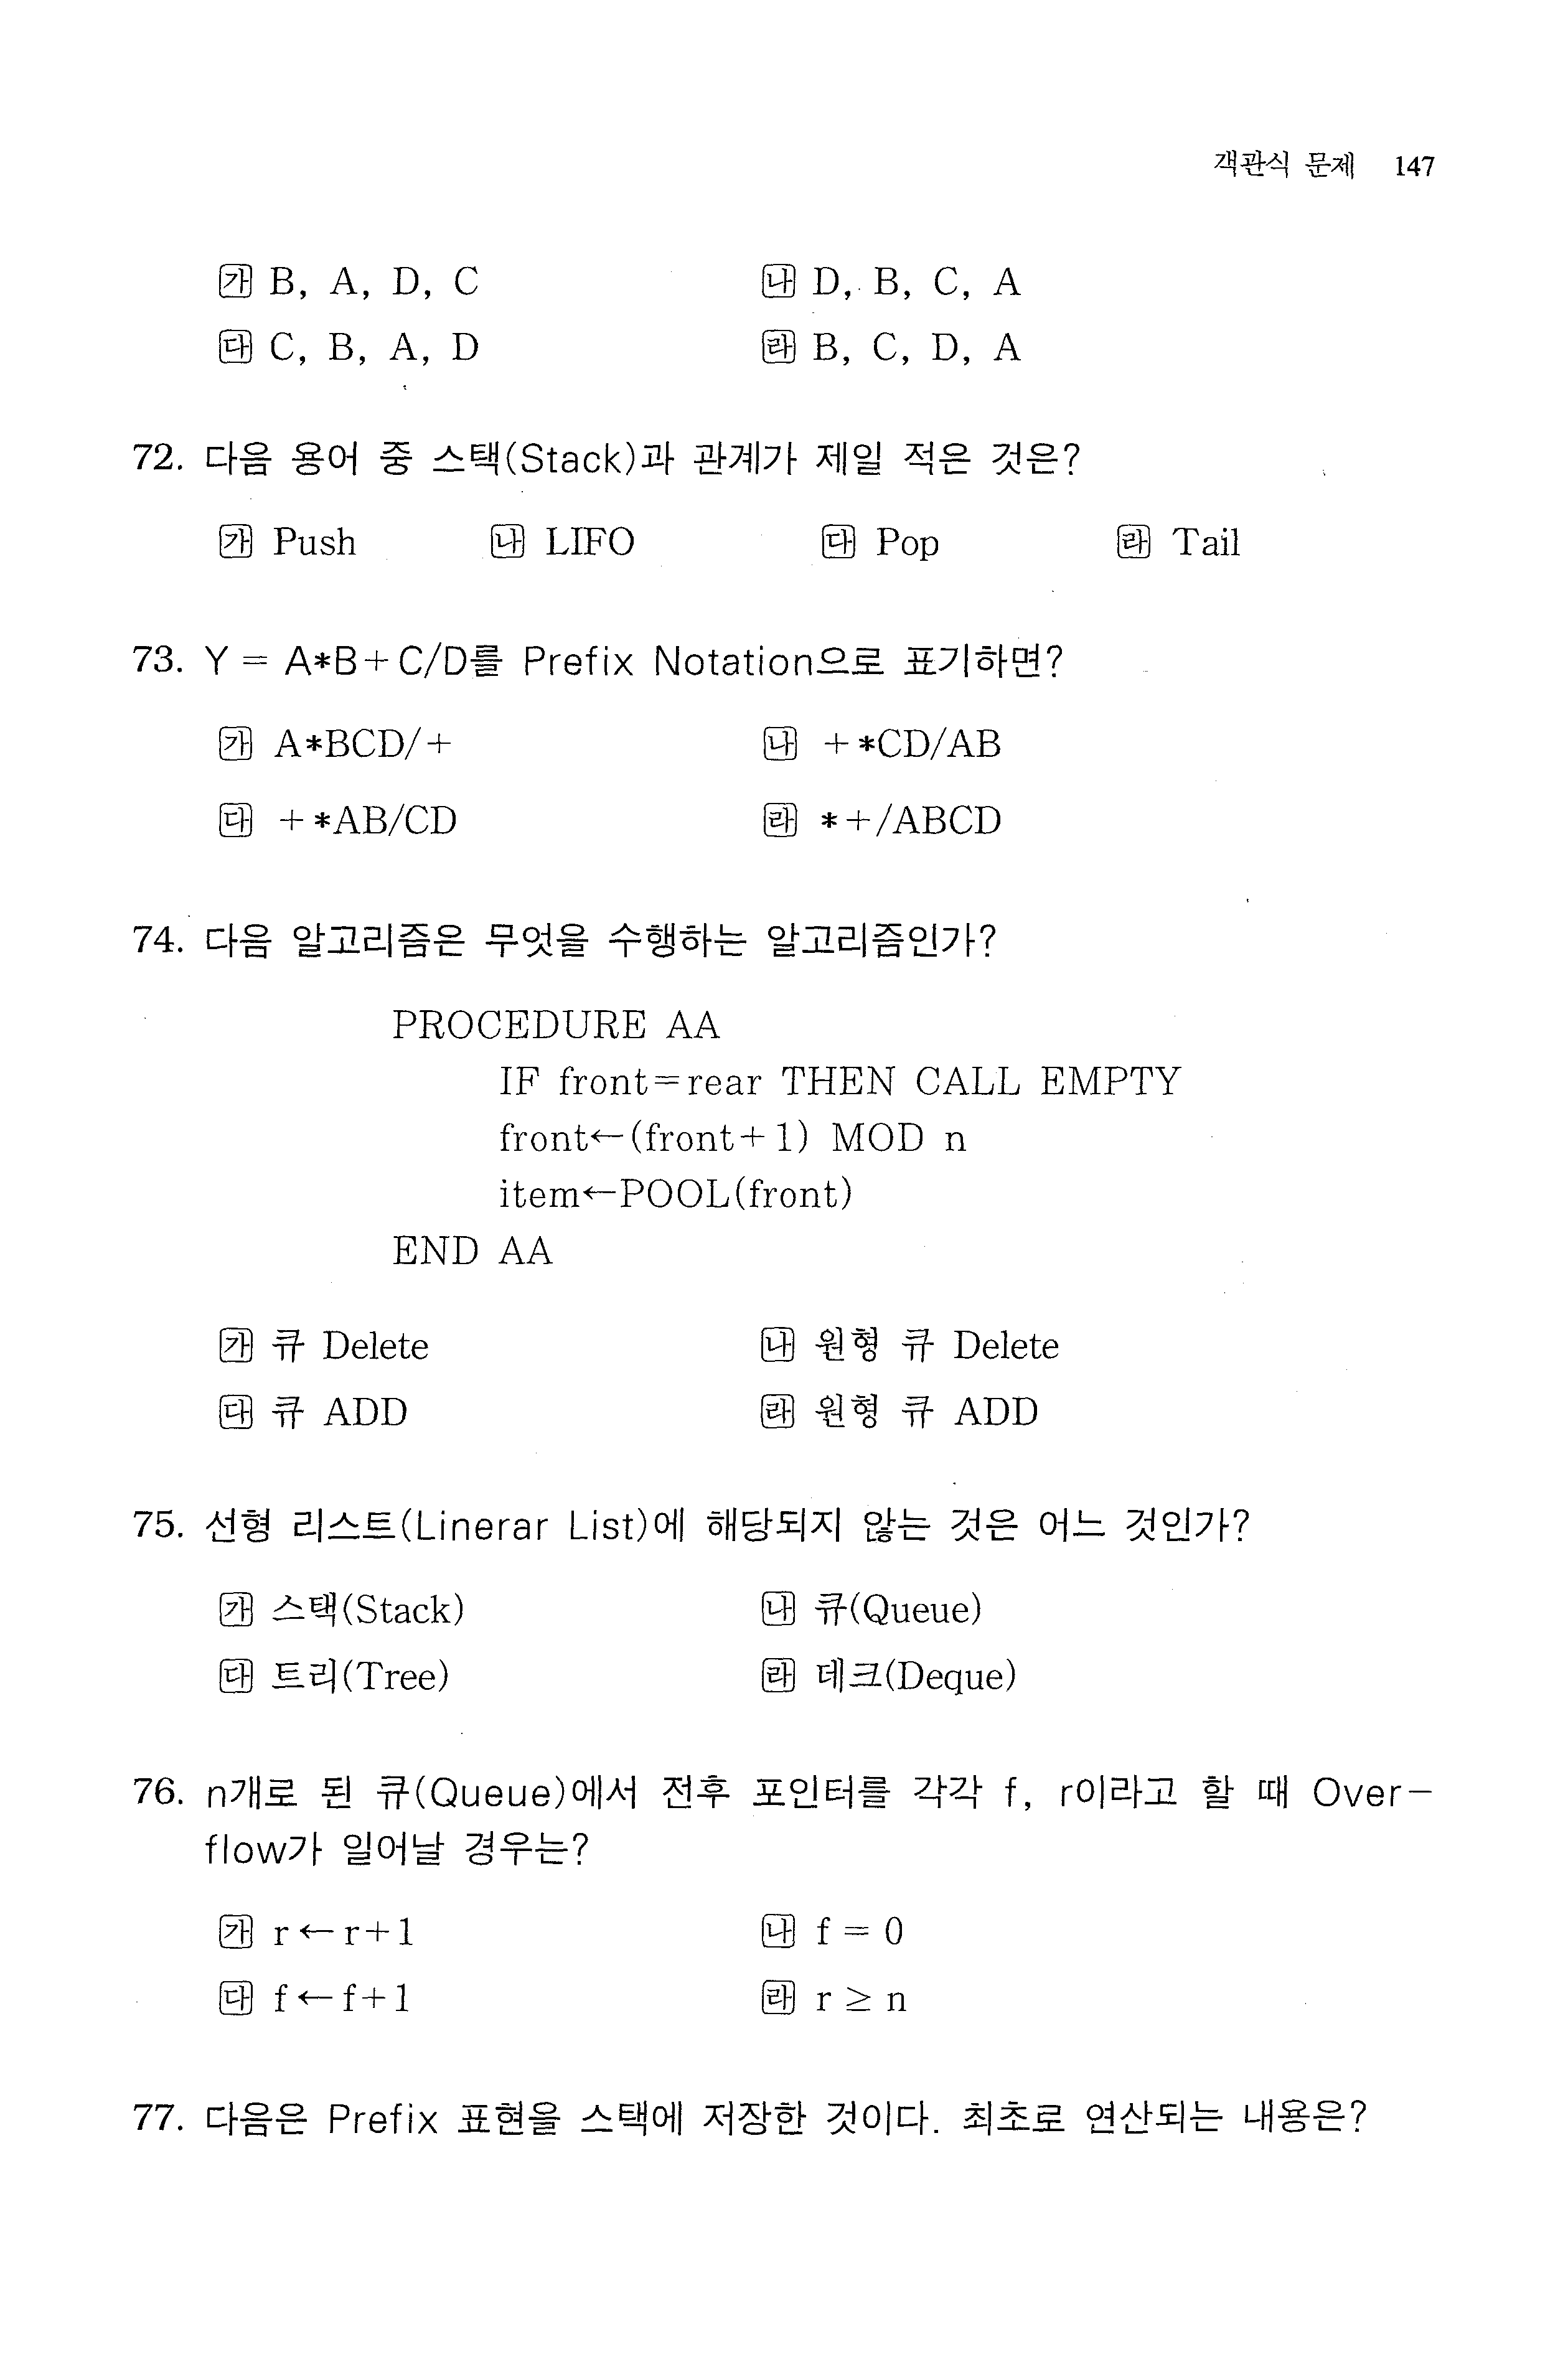 객관식 문제 147
㉮ B, A, D, C ㉯ D, B, C, A
㉰ C, B, A, D ㉱ B, C, D, A
72. 다음 용어 중 스택(Stack)과 관계가 제일 적은 것은?
㉮ Push ㉯ LIFO ㉰ Pop ㉱ Tail
73. Y = A*B+C/D를 Prefix Notation으로 표기하면?
㉮ A*BCD/+ ㉯ +*CD/AB
㉰ +*AB/CD ㉱ *+/ABCD
74. 다음 알고리즘은 무엇을 수행하는 알고리즘인가?
PROCEDURE AA
IF front=rear THEN CALL EMPTY
front←(front+1) MOD n
item←POOL(front)
END AA
㉮ 큐 Delete ㉯ 원형 큐 Delete
㉰ 큐 ADD ㉱ 원형 큐 ADD
75. 선형 리스트(Linerar List)에 해당되지 않는 것은 어느 것인가?
㉮ 스택(Stack) ㉯ 큐(Queue)
㉰ 트리(Tree) ㉱ 데크(Deque)
76. n개로 된 큐(Queue)에서 전후 포인터를 각각 f, r이라고 할 때 Over-
flow가 일어날 경우는?
㉮ r←r+1 ㉯ f = 0
㉰ f←f+1 ㉱ r ≥ n
77. 다음은 Prefix 표현을 스택에 저장한 것이다. 최초로 연산되는 내용은?